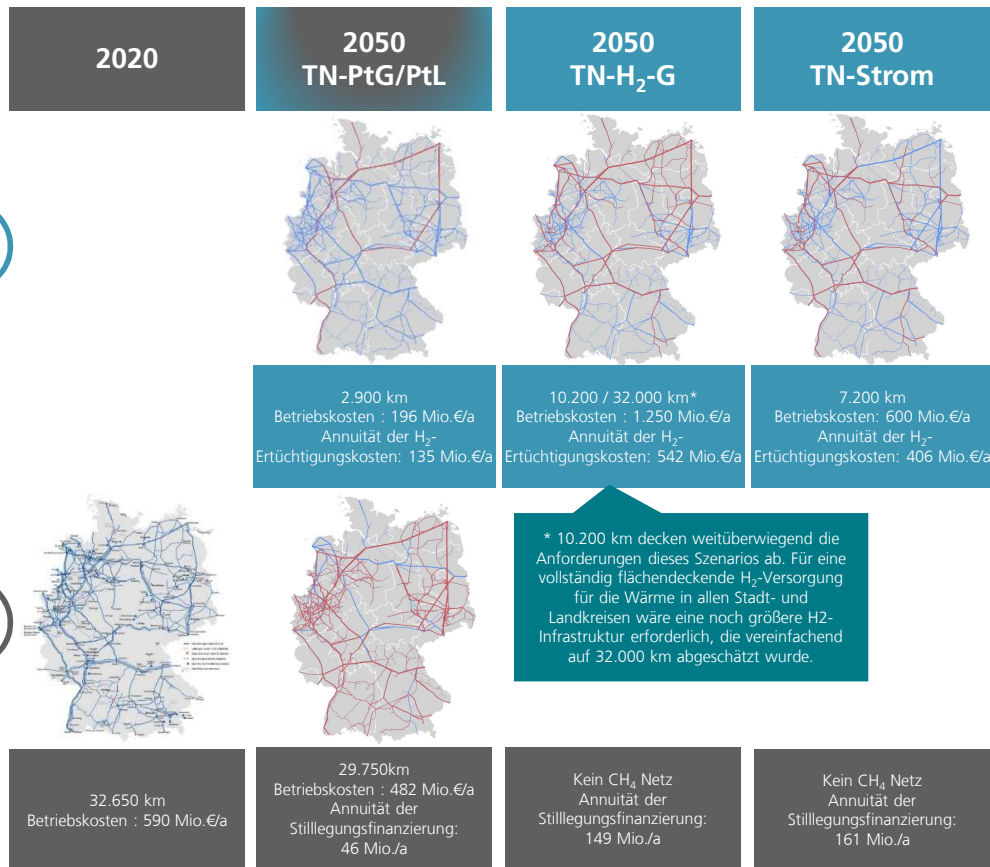 2020
2050
TN-PtG/PtL
2050
TN-H₂-G
2050
TN-Strom
2.900 km
Betriebskosten : 196 Mio.€/a
Annuität der H₂-
Ertüchtigungskosten: 135 Mio.€/a
10.200 / 32.000 km*
Betriebskosten : 1.250 Mio.€/a
Annuität der H₂-
Ertüchtigungskosten: 542 Mio.€/a
7.200 km
Betriebskosten: 600 Mio.€/a
Annuität der H₂-
Ertüchtigungskosten: 406 Mio.€/a
* 10.200 km decken weitüberwiegend die
Anforderungen dieses Szenarios ab. Für eine
vollständig flächendeckende H₂-Versorgung
für die Wärme in allen Stadt- und
Landkreisen wäre eine noch größere H2-
Infrastruktur erforderlich, die vereinfachend
auf 32.000 km abgeschätzt wurde.
32.650 km
Betriebskosten : 590 Mio.€/a
29.750km
Betriebskosten : 482 Mio.€/a
Annuität der
Stilllegungsfinanzierung:
46 Mio./a
Kein CH₄ Netz
Annuität der
Stilllegungsfinanzierung:
149 Mio./a
Kein CH₄ Netz
Annuität der
Stilllegungsfinanzierung:
161 Mio./a